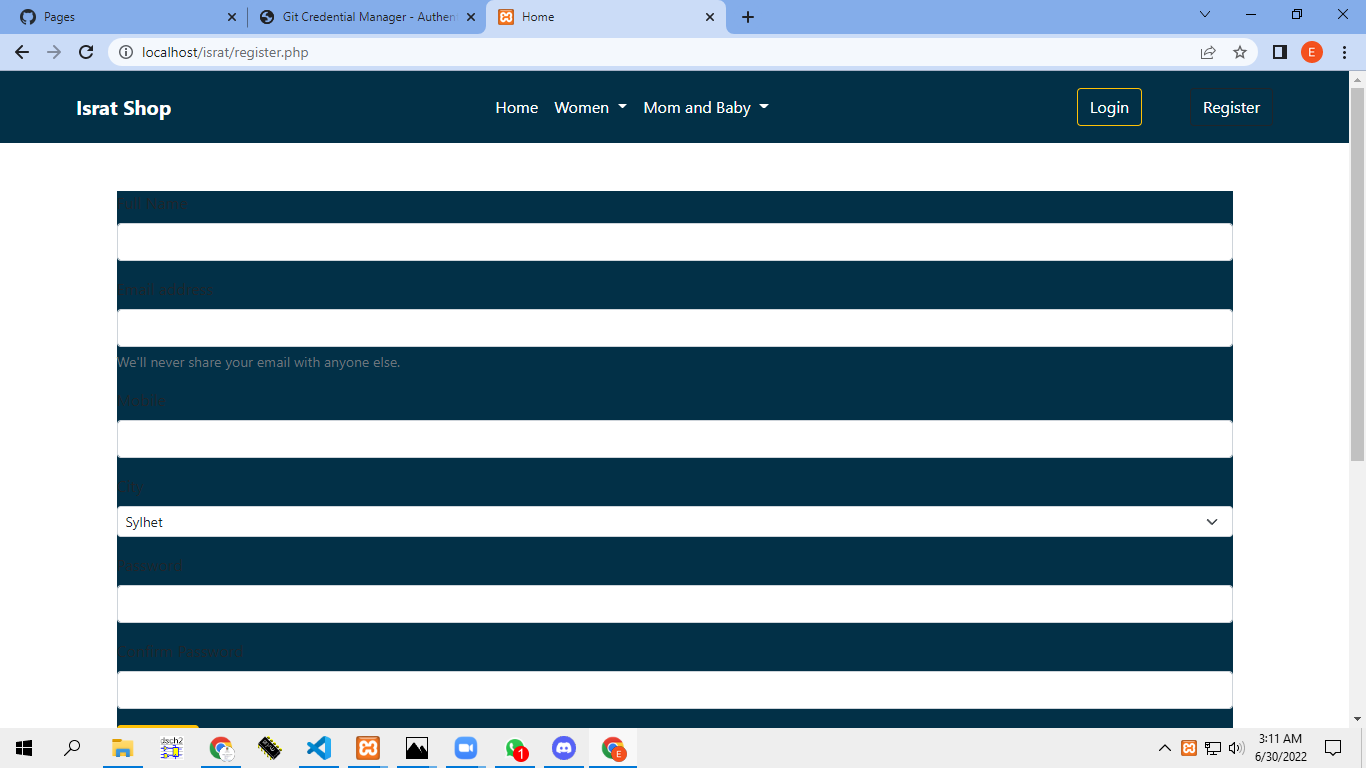 Pages
Git Credential Manager - Authen
Home
localhost/israt/register.php
E
Israt Shop
Home Women Mom and Baby
Login Register
Full Name
Email address
We'll never share your email with anyone else.
City
Sylhet
Password
Confirm Password
dsch2
1
E
3:11 AM
6/30/2022